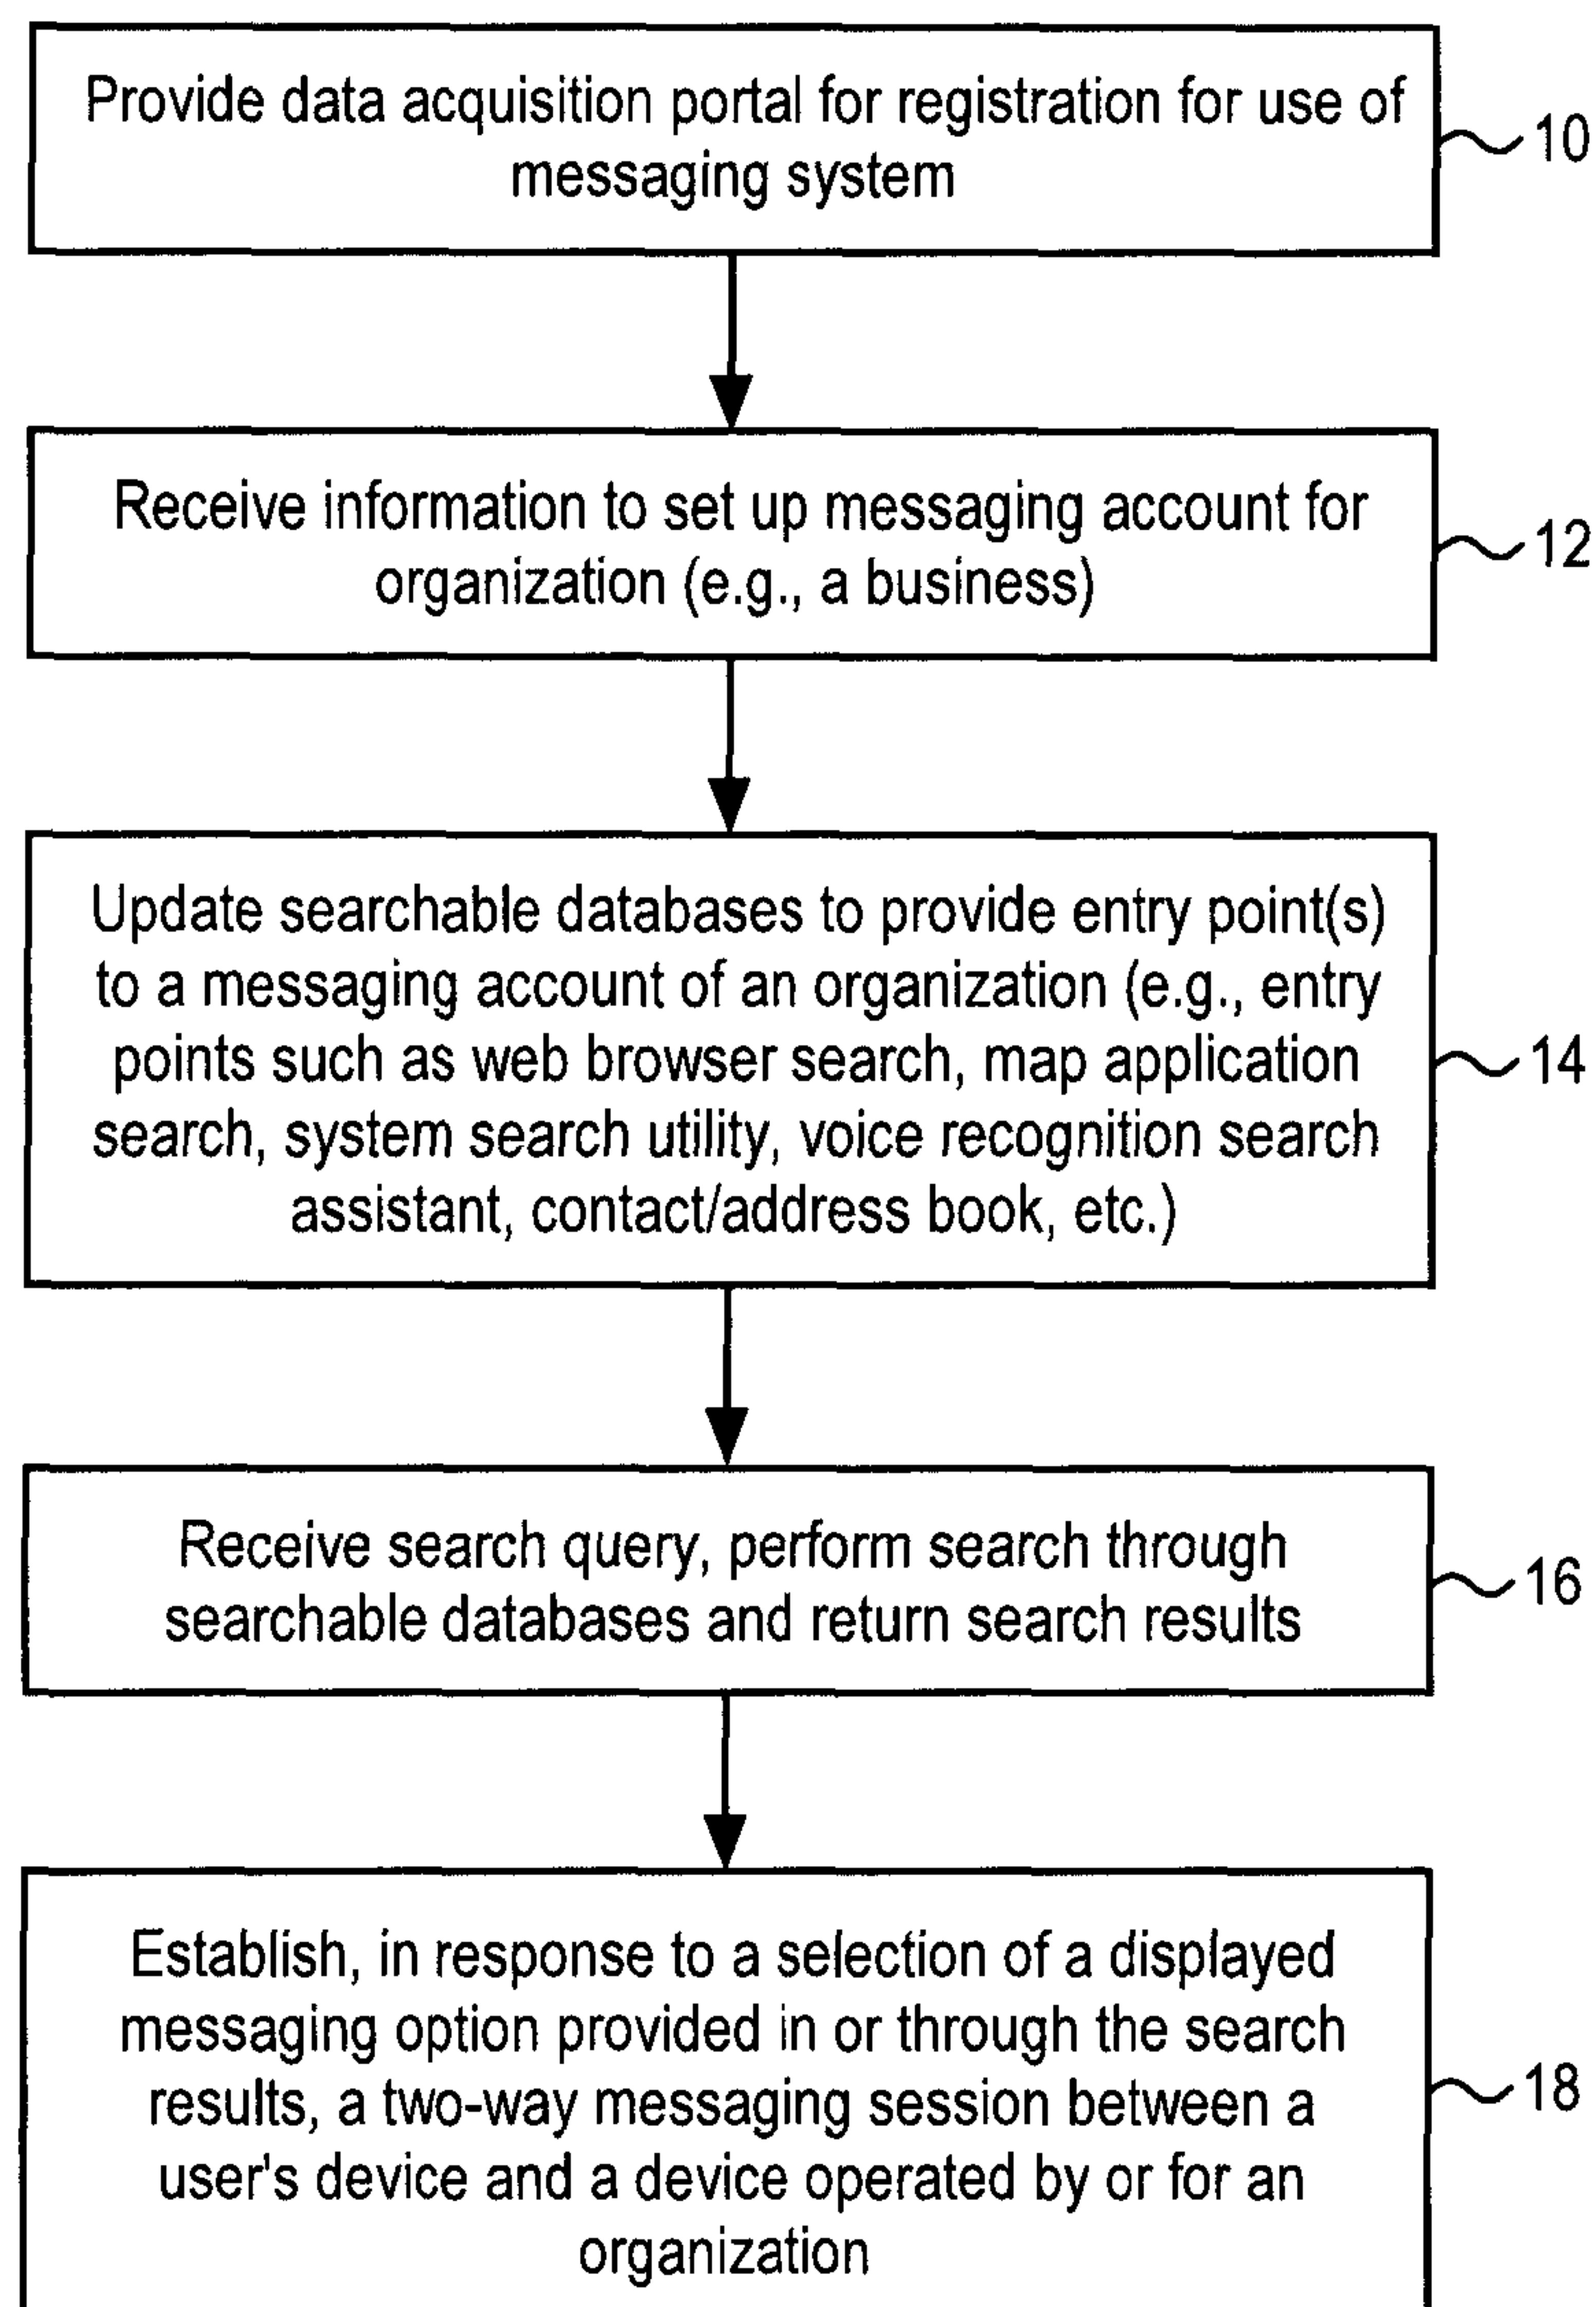 Provide data acquisition portal for registration for use of
messaging system
10
Receive information to set up messaging account for
organization (e.g., a business)
12
Update searchable databases to provide entry point(s)
to a messaging account of an organization (e.g., entry
points such as web browser search, map application
search, system search utility, voice recognition search
assistant, contact/address book, etc.)
14
Receive search query, perform search through
searchable databases and return search results
16
Establish, in response to a selection of a displayed
messaging option provided in or through the search
results, a two-way messaging session between a
user's device and a device operated by or for an
organization
18